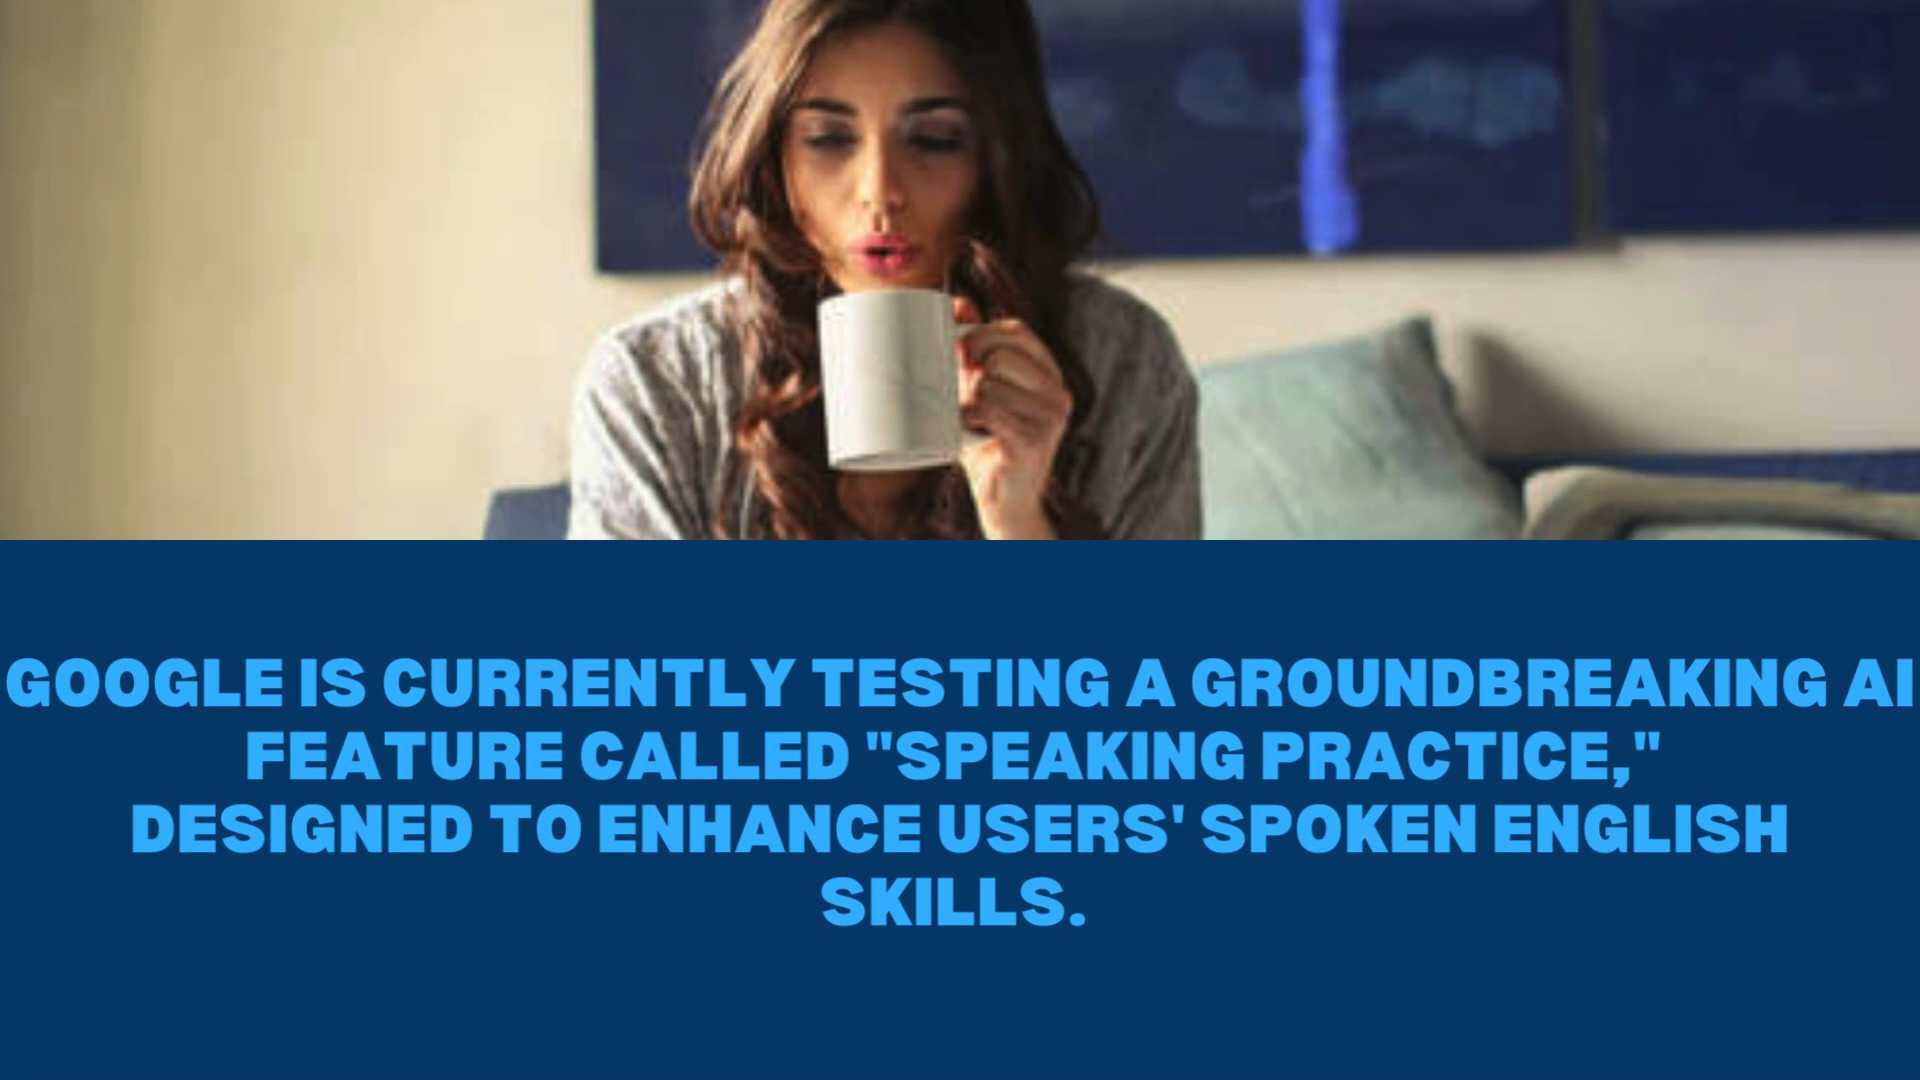 GOOGLE IS CURRENTLY TESTING A GROUNDBREAKING AI
FEATURE CALLED "SPEAKING PRACTICE,"
DESIGNED TO ENHANCE USERS' SPOKEN ENGLISH
SKILLS.